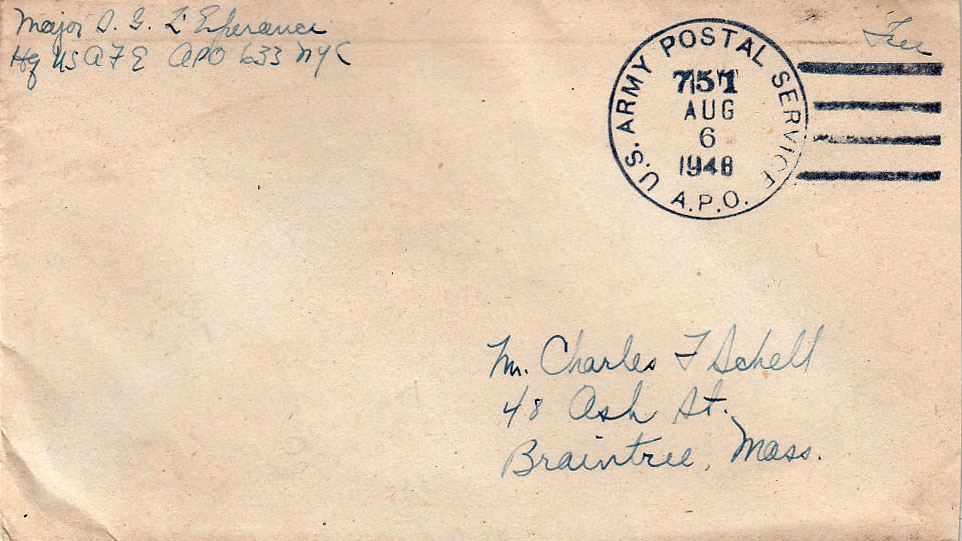 Major S. G. L'Esperance
Hq USAFE APO 633 NYC
Free
U.S. ARMY POSTAL SERVICE
757
AUG
6
1948
A.P.O.
Mr. Charles F Schell
48 Ash St.
Braintree, Mass.